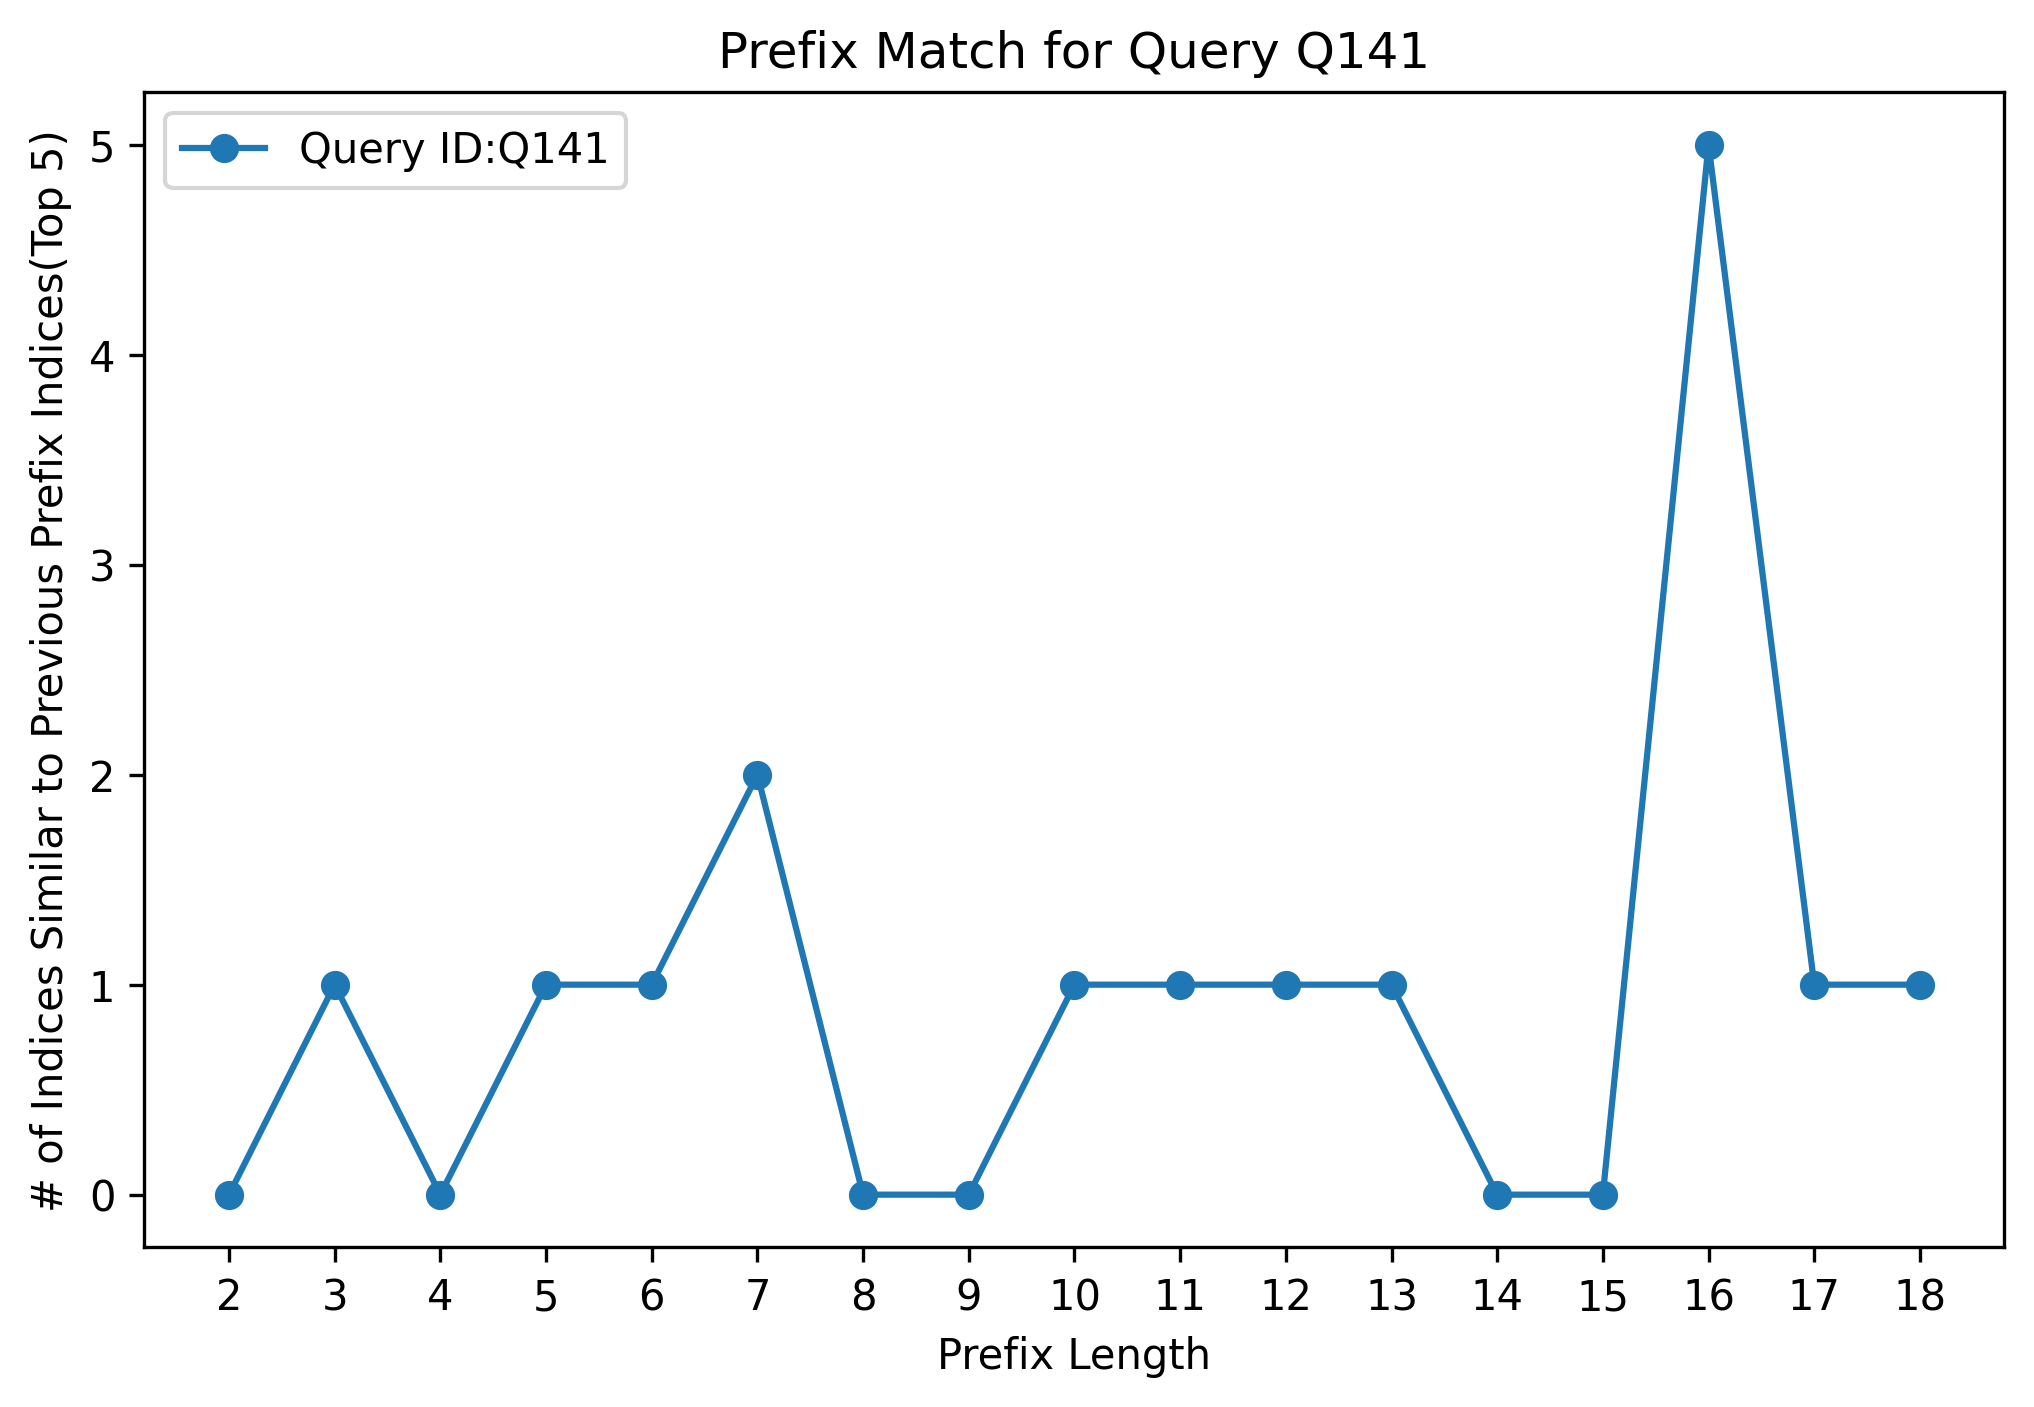 Prefix Match for Query Q141
Query ID:Q141
# of Indices Similar to Previous Prefix Indices(Top 5)
5
4
3
2
1
0
2 3 4 5 6 7 8 9 10 11 12 13 14 15 16 17 18
Prefix Length